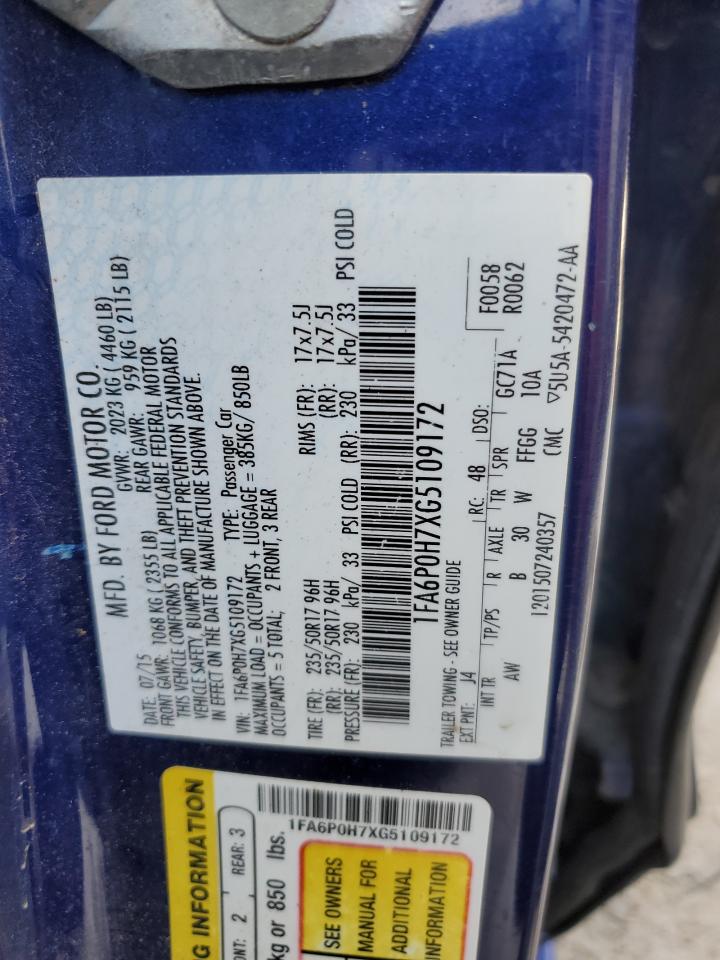 MFD. BY FORD MOTOR CO.
DATE: 07/15 GVWR: 2023 KG ( 4460 LB)
FRONT GAWR: 1068 KG ( 2355 LB) REAR GAWR: 959 KG ( 2115 LB)
THIS VEHICLE CONFORMS TO ALL APPLICABLE FEDERAL MOTOR
VEHICLE SAFETY, BUMPER, AND THEFT PREVENTION STANDARDS
IN EFFECT ON THE DATE OF MANUFACTURE SHOWN ABOVE.
VIN: 1FA6P0H7XG5109172 TYPE: Passenger Car
MAXIMUM LOAD = OCCUPANTS + LUGGAGE = 385KG/ 850LB
OCCUPANTS = 5 TOTAL; 2 FRONT, 3 REAR
TIRE (FR): 235/50R17 96H RIMS (FR): 17x7.5J
(RR): 235/50R17 96H (RR): 17x7.5J
PRESSURE (FR): 230 kPa/ 33 PSI COLD (RR): 230 kPa/ 33 PSI COLD
1FA6P0H7XG5109172
TRAILER TOWING - SEE OWNER GUIDE
EXT PNT: J4 RC: 48 DSO: F0058
R0062
INT TR TP/PS R AXLE TR SPR GC71A
AW B 30 W FFGG 10A
1201507240357 CMC ▽5U5A-5420472-AA
G INFORMATION
ONT: 2 REAR: 3
kg or 850 lbs.
1FA6P0H7XG5109172
SEE OWNERS
MANUAL FOR
ADDITIONAL
INFORMATION